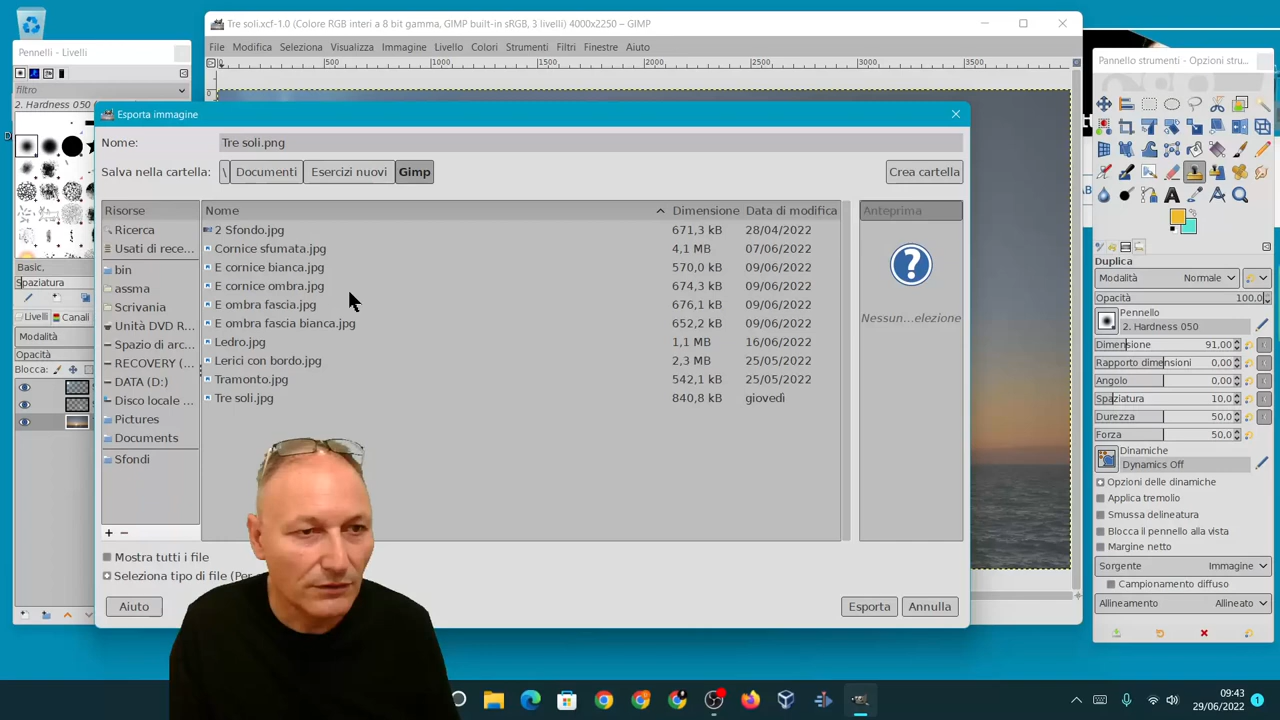 Tre soli.xcf-1.0 (Colore RGB interi a 8 bit gamma, GIMP built-in sRGB, 3 livelli) 4000x2250 – GIMP
File Modifica Seleziona Visualizza Immagine Livello Colori Strumenti Filtri Finestre Aiuto
0 500 1000 1500 2000 2500 3000 3500
Pennelli - Livelli
filtro
2. Hardness 050
Basic,
Spaziatura
Livelli Canali
Modalità
Opacità
Blocca:
Esporta immagine
Nome: Tre soli.png
Salva nella cartella: \ Documenti Esercizi nuovi Gimp Crea cartella
Risorse
Ricerca
Usati di rece...
bin
assma
Scrivania
Unità DVD R...
Spazio di arc...
RECOVERY (...
DATA (D:)
Disco locale ...
Pictures
Documents
Sfondi
Nome Dimensione Data di modifica
2 Sfondo.jpg 671,3 kB 28/04/2022
Cornice sfumata.jpg 4,1 MB 07/06/2022
E cornice bianca.jpg 570,0 kB 09/06/2022
E cornice ombra.jpg 674,3 kB 09/06/2022
E ombra fascia.jpg 676,1 kB 09/06/2022
E ombra fascia bianca.jpg 652,2 kB 09/06/2022
Ledro.jpg 1,1 MB 16/06/2022
Lerici con bordo.jpg 2,3 MB 25/05/2022
Tramonto.jpg 542,1 kB 25/05/2022
Tre soli.jpg 840,8 kB giovedì
Anteprima
?
Nessun...elezione
+ −
Mostra tutti i file
Seleziona tipo di file (Per
Aiuto Esporta Annulla
Pannello strumenti - Opzioni stru...
Duplica
Modalità Normale
Opacità 100,0
Pennello
2. Hardness 050
Dimensione 91,00
Rapporto dimensioni 0,00
Angolo 0,00
Spaziatura 10,0
Durezza 50,0
Forza 50,0
Dinamiche
Dynamics Off
Opzioni delle dinamiche
Applica tremolio
Smussa delineatura
Blocca il pennello alla vista
Margine netto
Sorgente Immagine
Campionamento diffuso
Allineamento Allineato
09:43
29/06/2022
1